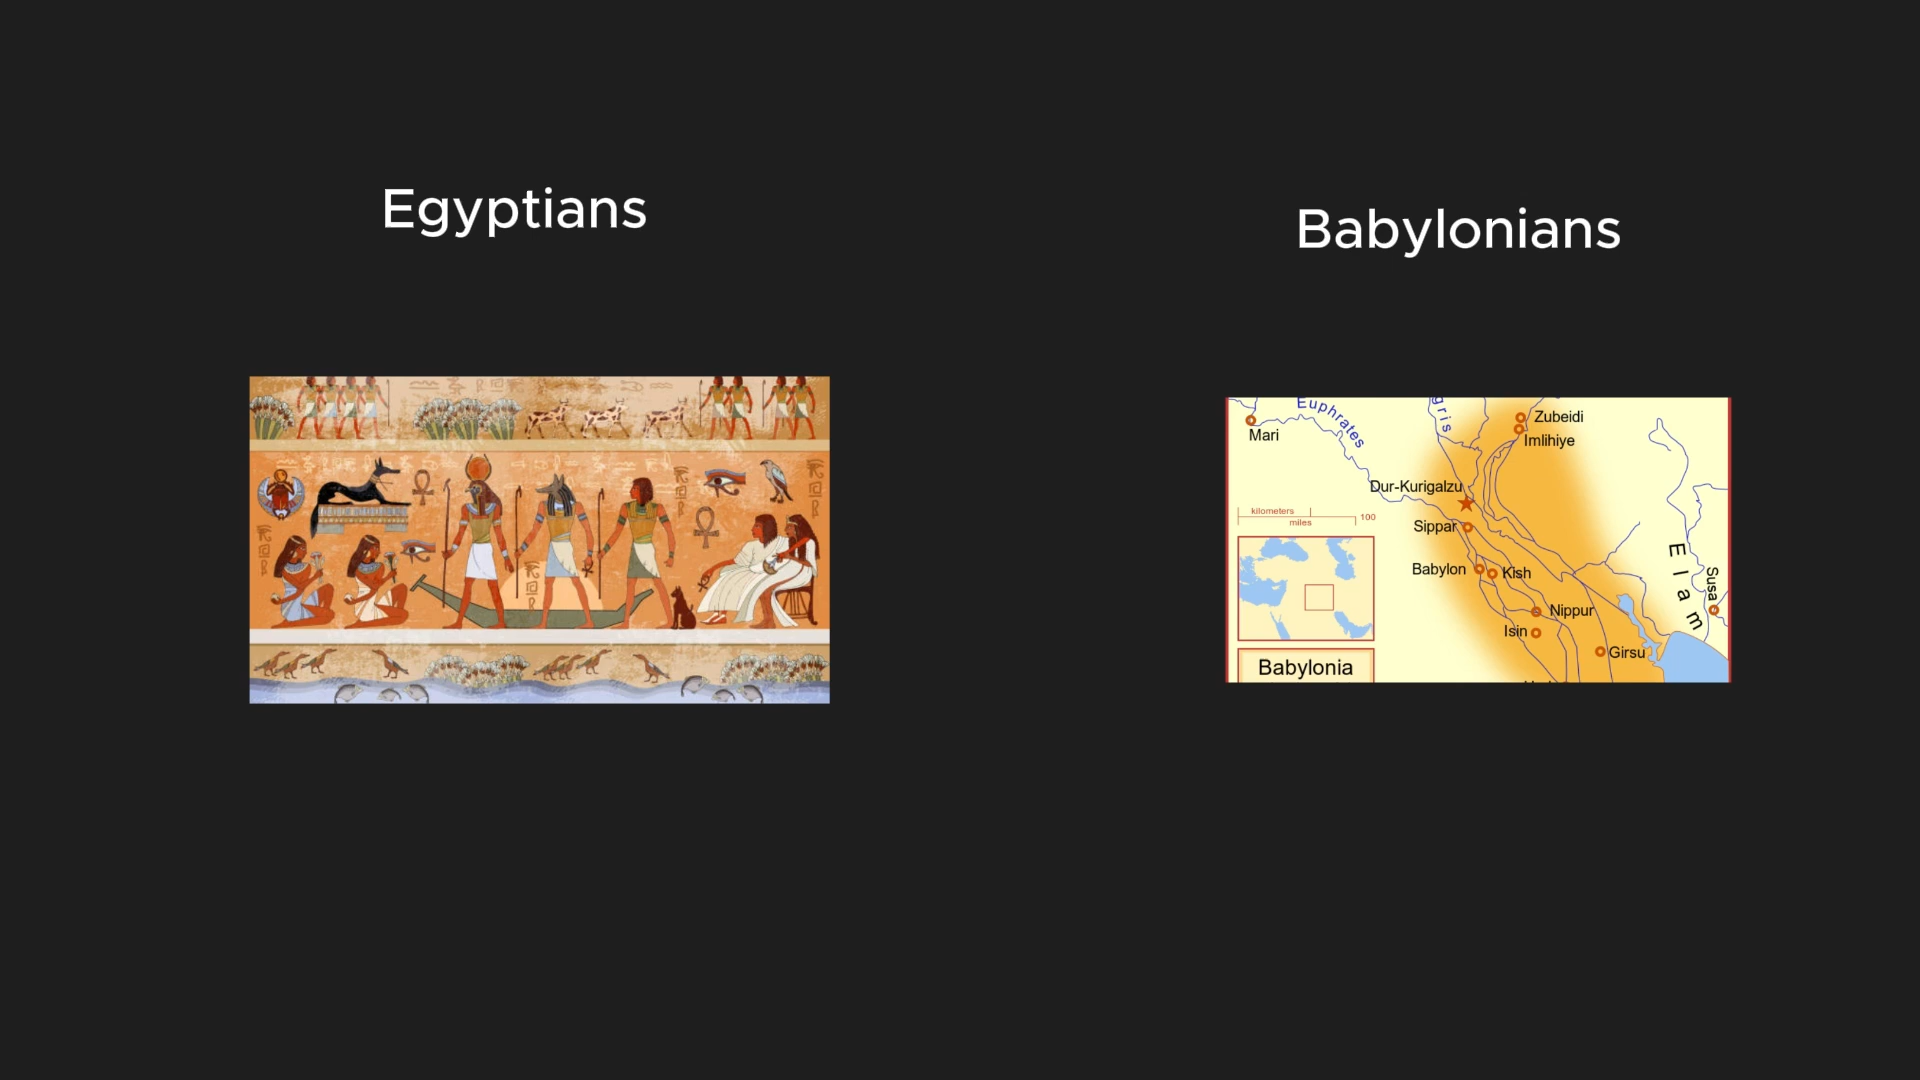 Egyptians
Babylonians
Euphrates
gris
Zubeidi
Imlihiye
Mari
Dur-Kurigalzu
kilometers
miles
100
Sippar
Babylon
Kish
Elam
Susa
Nippur
Isin
Girsu
Babylonia